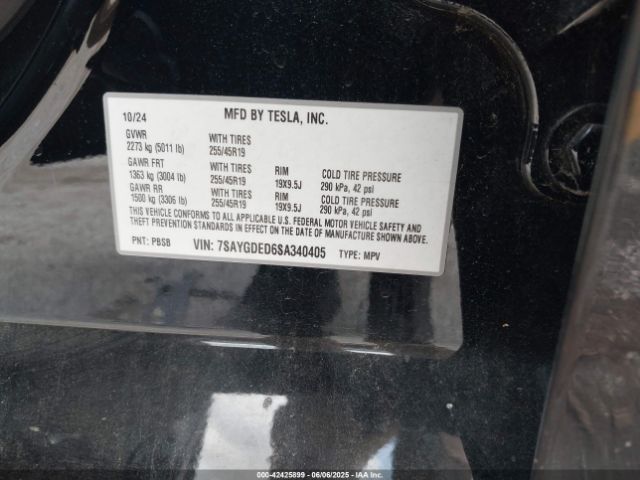 10/24 MFD BY TESLA, INC.
GVWR WITH TIRES
2273 kg (5011 lb) 255/45R19
GAWR FRT WITH TIRES RIM COLD TIRE PRESSURE
1363 kg (3004 lb) 255/45R19 19X9.5J 290 kPa, 42 psi
GAWR RR WITH TIRES RIM COLD TIRE PRESSURE
1500 kg (3306 lb) 255/45R19 19X9.5J 290 kPa, 42 psi
THIS VEHICLE CONFORMS TO ALL APPLICABLE U.S. FEDERAL MOTOR VEHICLE SAFETY AND
THEFT PREVENTION STANDARDS IN EFFECT ON THE DATE OF MANUFACTURE SHOWN ABOVE.
PNT: PBSB VIN: 7SAYGDED6SA340405 TYPE: MPV
000-42425899 - 06/06/2025 - IAAI.com